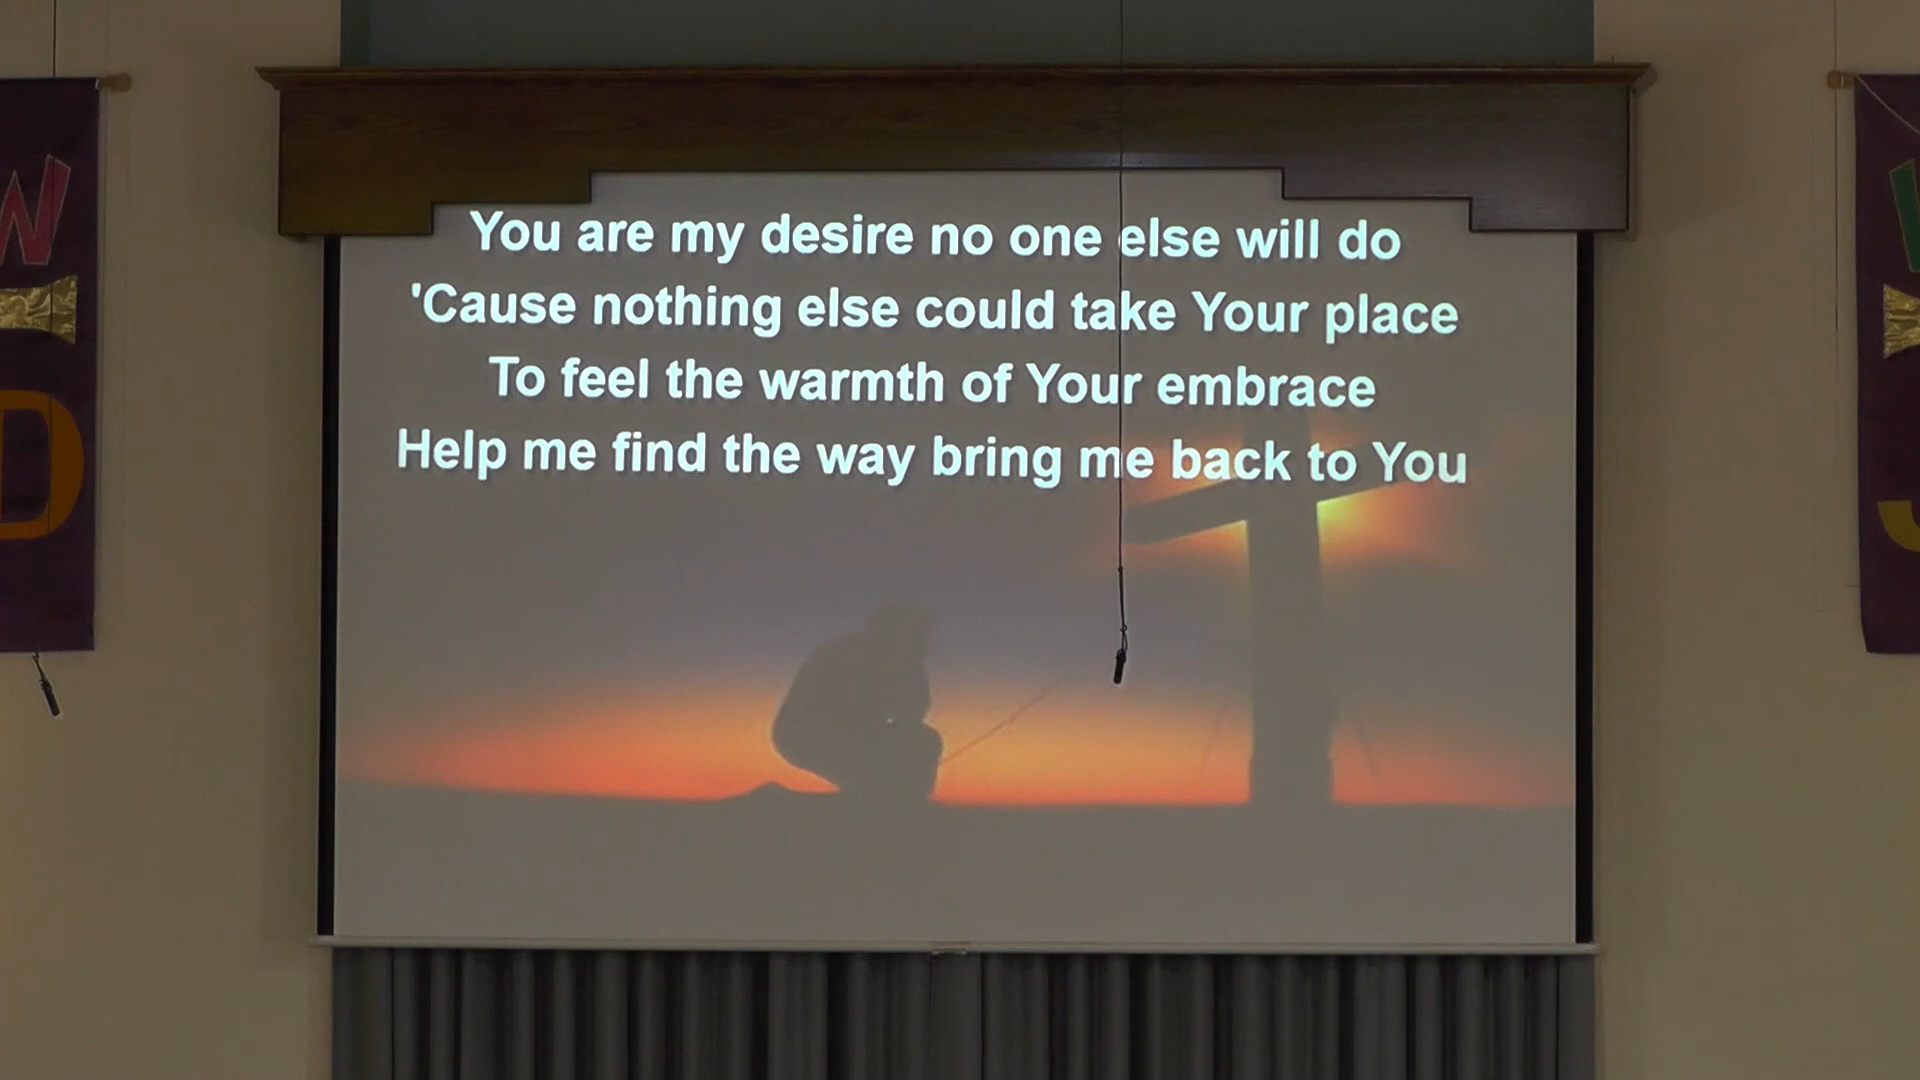 You are my desire no one else will do
'Cause nothing else could take Your place
To feel the warmth of Your embrace
Help me find the way bring me back to You
W
D